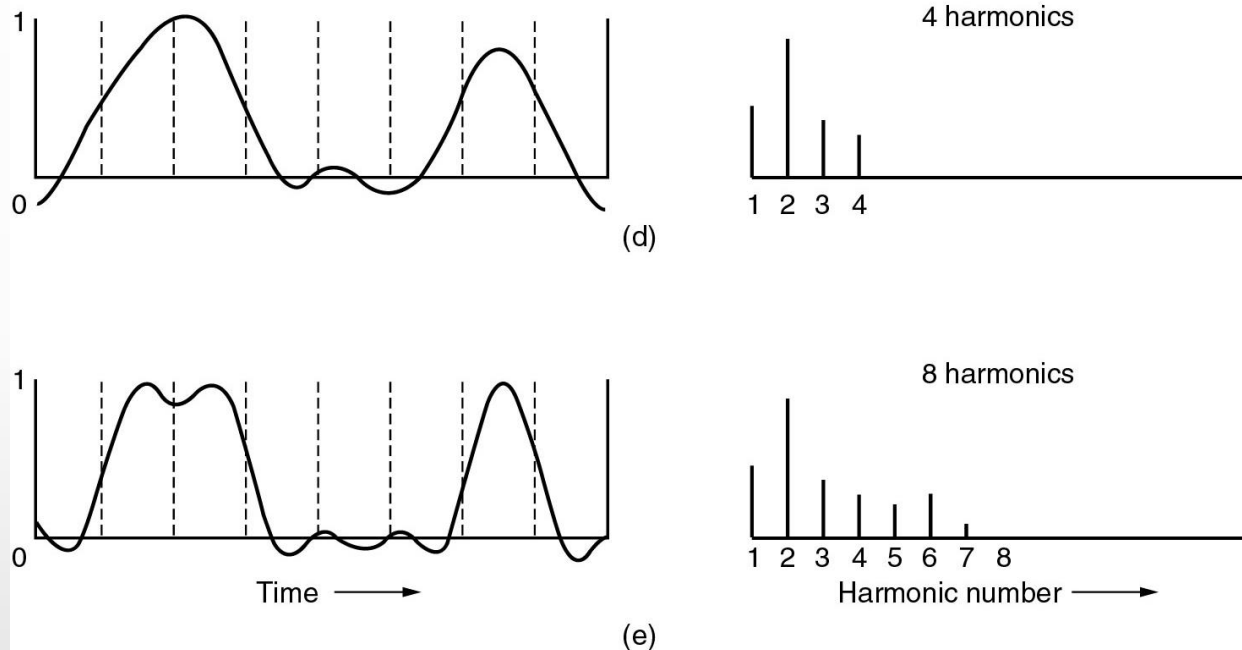 1
4 harmonics
0
1 2 3 4
(d)
1
8 harmonics
0
1 2 3 4 5 6 7 8
Time
Harmonic number
(e)